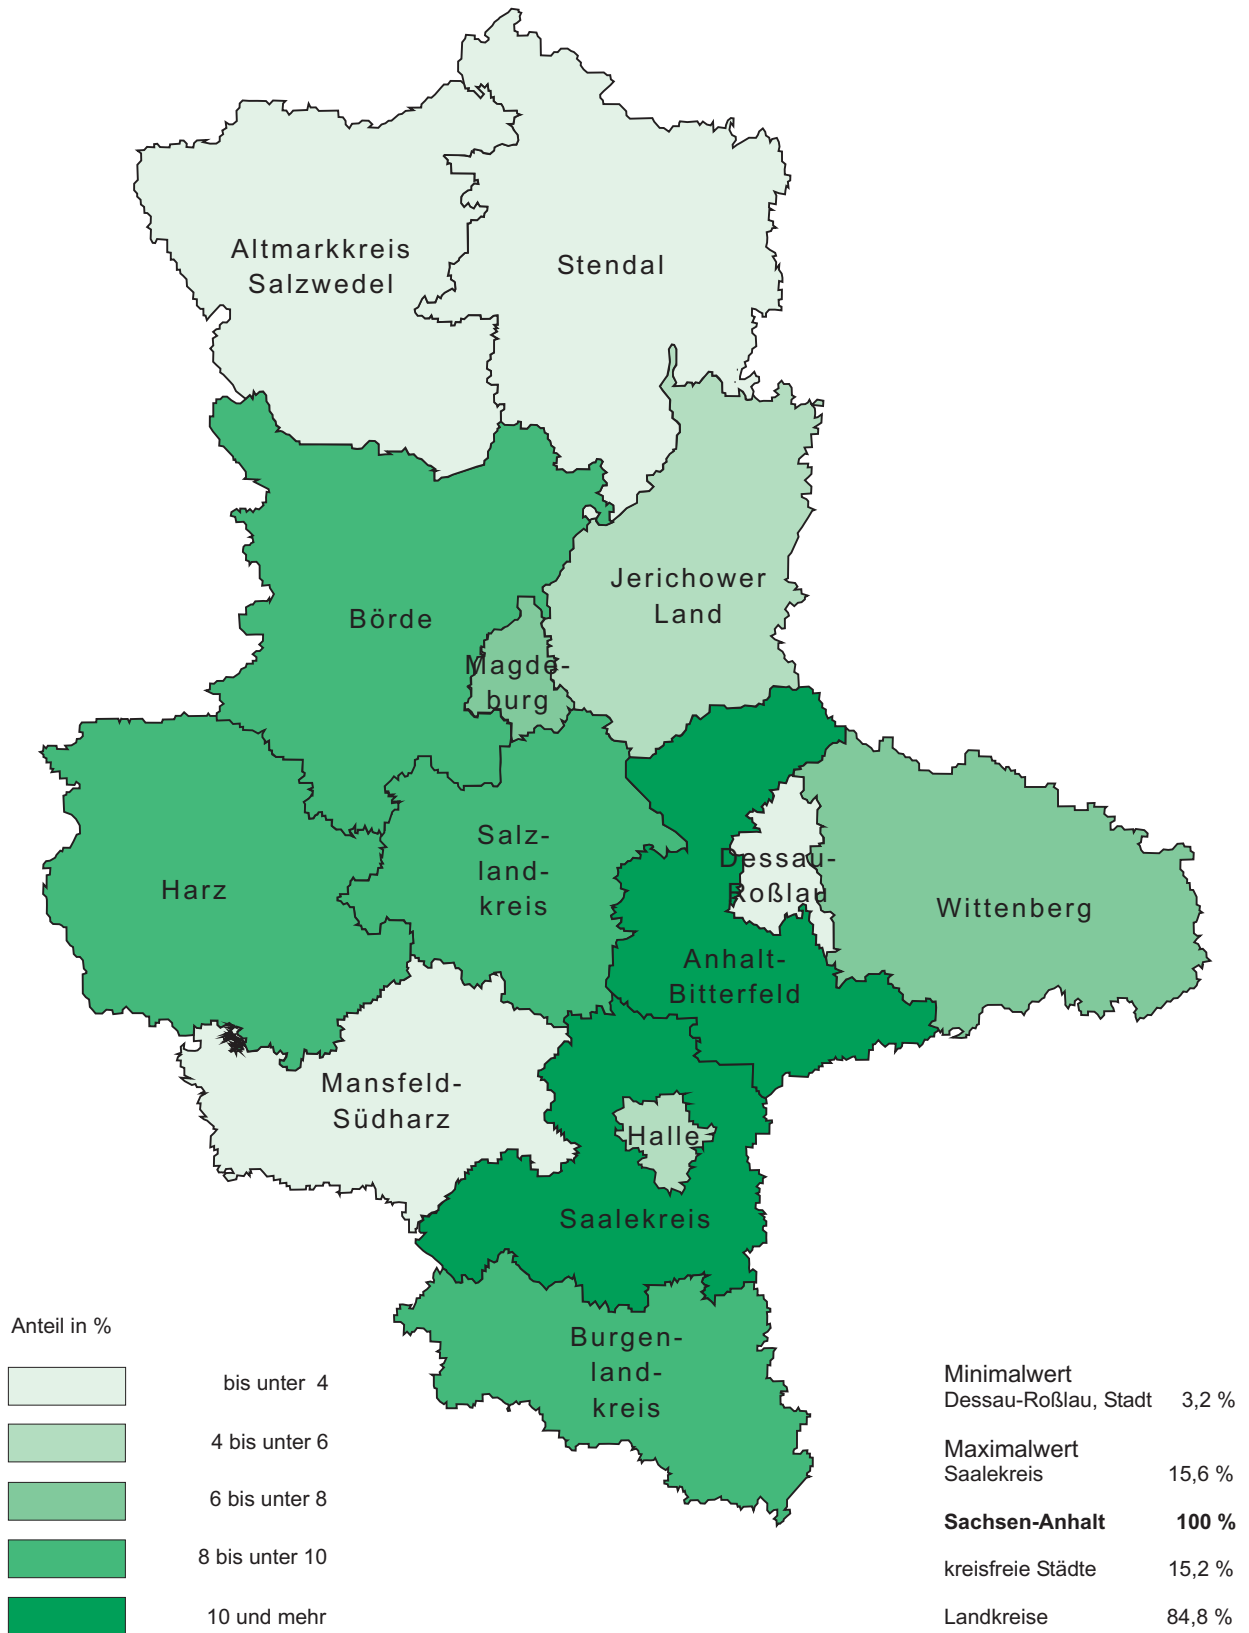 Altmarkkreis
Salzwedel
Stendal
Jerichower
Land
Börde
Magde-
burg
Salz-
land-
kreis
Harz
Dessau-
Roßlau
Wittenberg
Anhalt-
Bitterfeld
Mansfeld-
Südharz
Halle
Saalekreis
Burgen-
land-
kreis
Anteil in %
bis unter 4
4 bis unter 6
6 bis unter 8
8 bis unter 10
10 und mehr
Minimalwert
Dessau-Roßlau, Stadt 3,2 %
Maximalwert
Saalekreis 15,6 %
Sachsen-Anhalt 100 %
kreisfreie Städte 15,2 %
Landkreise 84,8 %